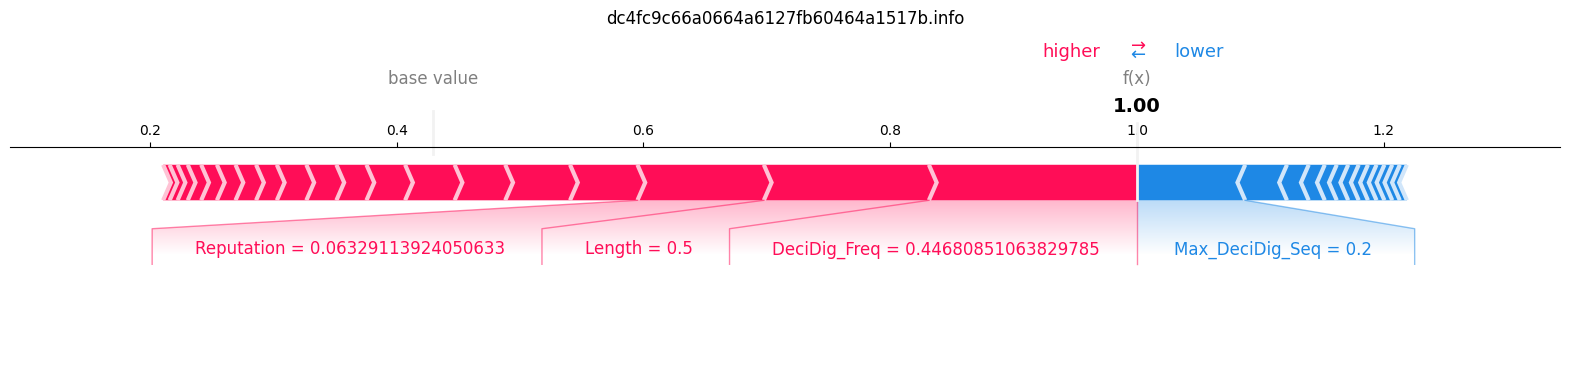 dc4fc9c66a0664a6127fb60464a1517b.info
higher → lower
←
base value f(x)
1.00
0.2 0.4 0.6 0.8 1 0 1.2
Reputation = 0.06329113924050633 Length = 0.5 DeciDig_Freq = 0.44680851063829785 Max_DeciDig_Seq = 0.2